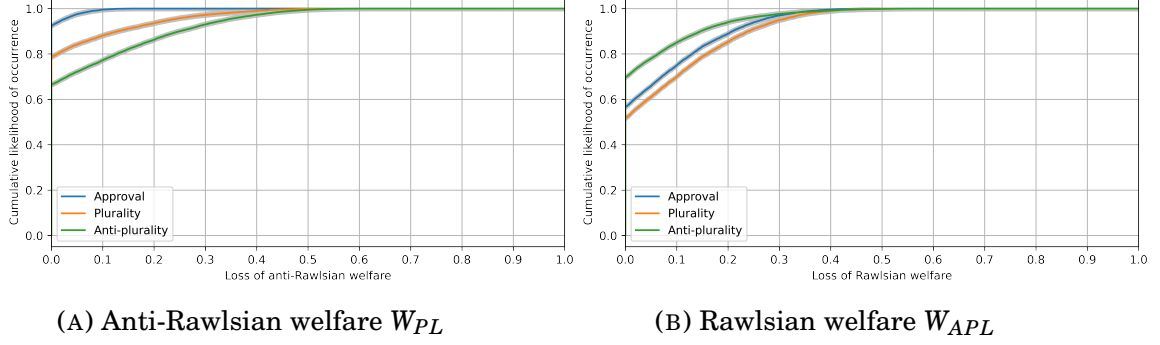 Cumulative likelihood of occurrence
1.0
0.8
0.6
0.4
0.2
0.0
Approval
Plurality
Anti-plurality
0.0 0.1 0.2 0.3 0.4 0.5 0.6 0.7 0.8 0.9 1.0
Loss of anti-Rawlsian welfare
(A) Anti-Rawlsian welfare W_PL
Cumulative likelihood of occurrence
1.0
0.8
0.6
0.4
0.2
0.0
Approval
Plurality
Anti-plurality
0.0 0.1 0.2 0.3 0.4 0.5 0.6 0.7 0.8 0.9 1.0
Loss of Rawlsian welfare
(B) Rawlsian welfare W_APL